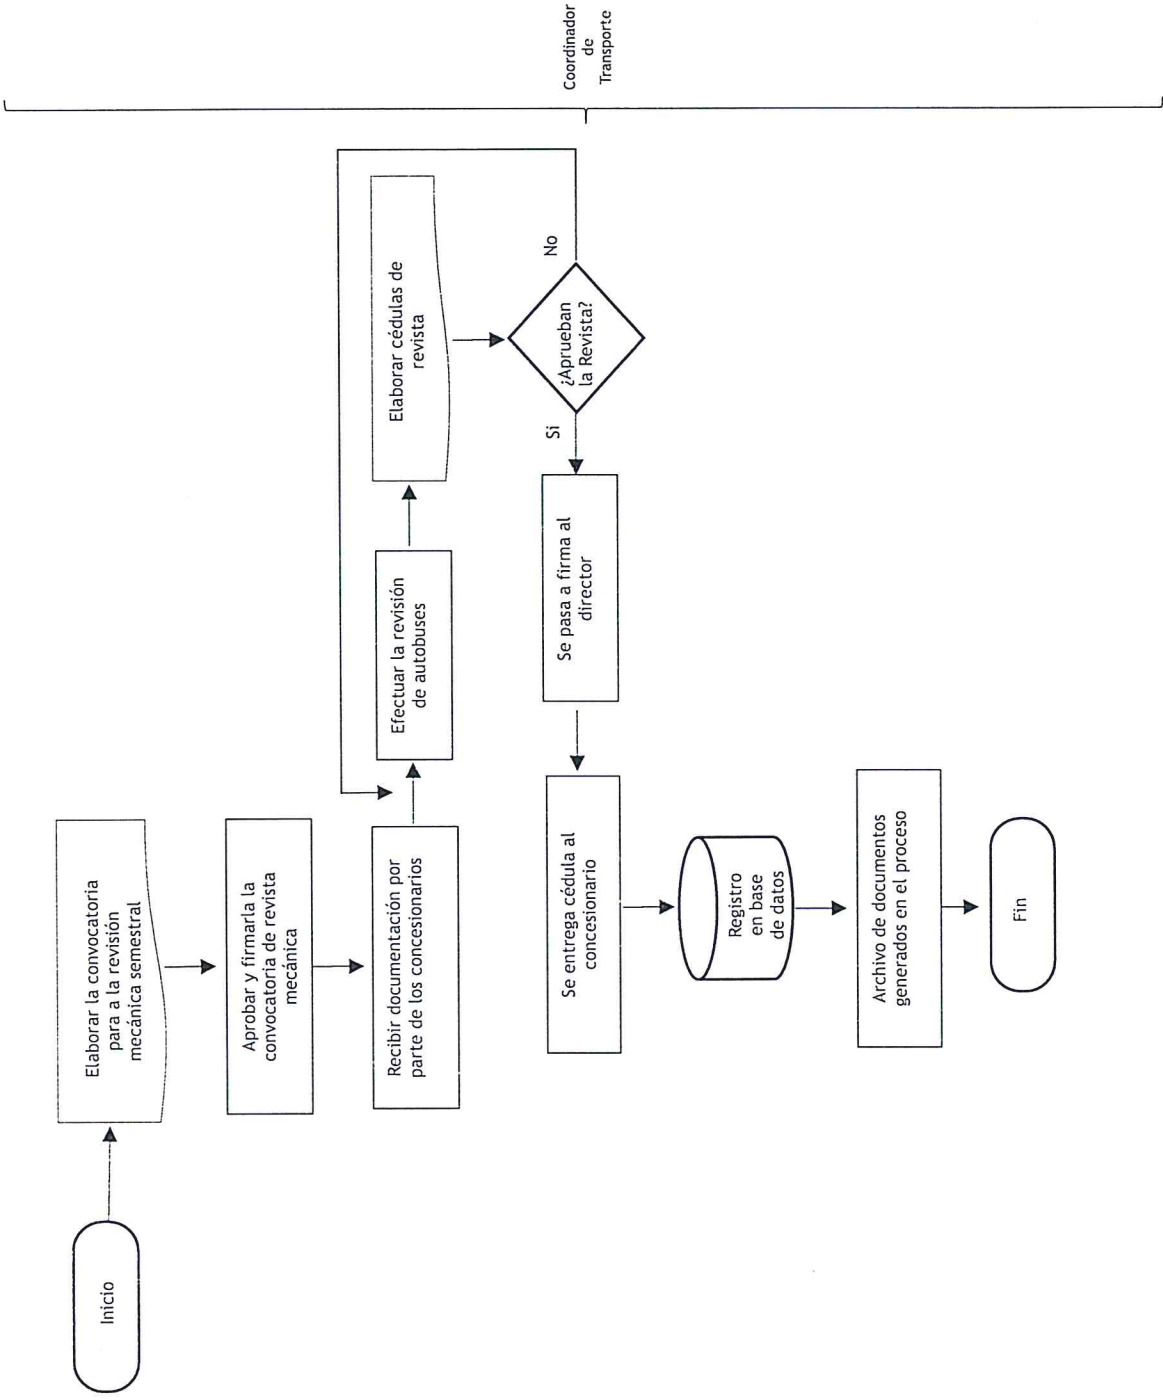 Coordinador
de
Transporte
Inicio
Elaborar la convocatoria
para a la revisión
mecánica semestral
Aprobar y firmarla la
convocatoria de revista
mecánica
Recibir documentación por
parte de los concesionarios
Efectuar la revisión
de autobuses
Elaborar cédulas de
revista
¿Aprueban
la Revista?
No
Si
Se pasa a firma al
director
Se entrega cédula al
concesionario
Registro
en base
de datos
Archivo de documentos
generados en el proceso
Fin